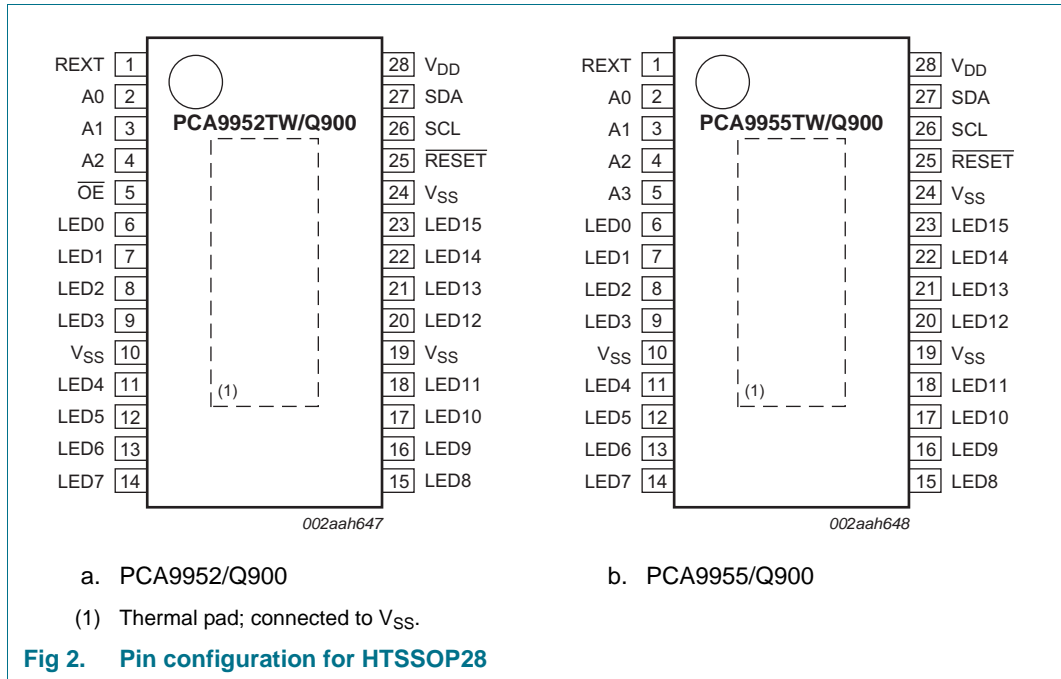 REXT 1 28 VDD
A0 2 27 SDA
PCA9952TW/Q900
A1 3 26 SCL
A2 4 25 RESET
OE 5 24 VSS
LED0 6 23 LED15
LED1 7 22 LED14
LED2 8 21 LED13
LED3 9 20 LED12
VSS 10 19 VSS
LED4 11 (1) 18 LED11
LED5 12 17 LED10
LED6 13 16 LED9
LED7 14 15 LED8
002aah647
a. PCA9952/Q900
REXT 1 28 VDD
A0 2 27 SDA
PCA9955TW/Q900
A1 3 26 SCL
A2 4 25 RESET
A3 5 24 VSS
LED0 6 23 LED15
LED1 7 22 LED14
LED2 8 21 LED13
LED3 9 20 LED12
VSS 10 19 VSS
LED4 11 (1) 18 LED11
LED5 12 17 LED10
LED6 13 16 LED9
LED7 14 15 LED8
002aah648
b. PCA9955/Q900
(1) Thermal pad; connected to VSS.
Fig 2. Pin configuration for HTSSOP28